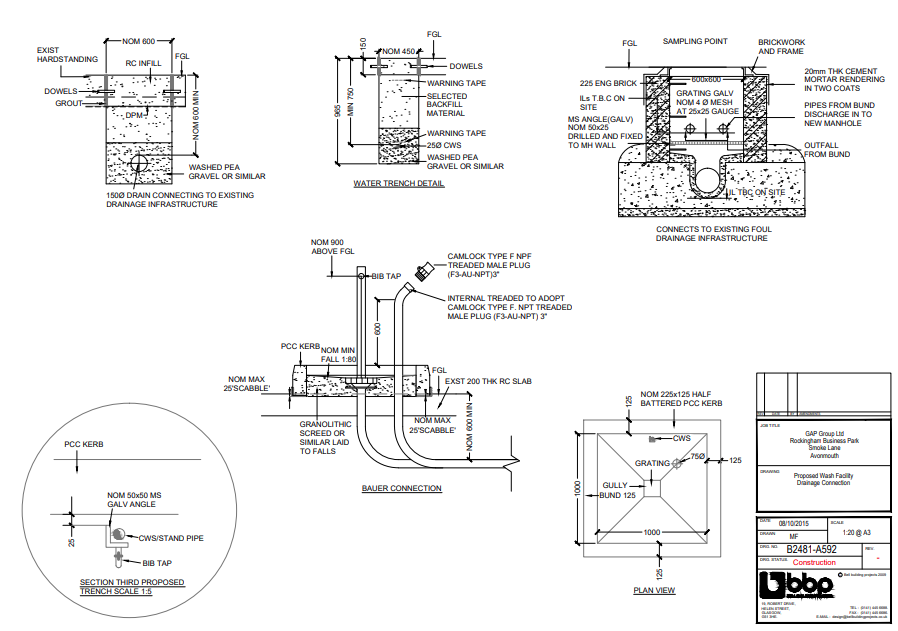 NOM 600
EXIST
HARDSTANDING
RC INFILL
FGL
DOWELS
GROUT
DPM
NOM 600 MIN
WASHED PEA
GRAVEL OR SIMILAR
150Ø DRAIN CONNECTING TO EXISTING
DRAINAGE INFRASTRUCTURE
150
NOM 450
FGL
DOWELS
WARNING TAPE
SELECTED
BACKFILL
MATERIAL
965
MIN 750
WARNING TAPE
25Ø CWS
WASHED PEA
GRAVEL OR SIMILAR
WATER TRENCH DETAIL
FGL
SAMPLING POINT
BRICKWORK
AND FRAME
600x600
225 ENG BRICK
GRATING GALV
NOM 4 Ø MESH
AT 25x25 GAUGE
20mm THK CEMENT
MORTAR RENDERING
IN TWO COATS
ILs T.B.C ON
SITE
MS ANGLE(GALV)
NOM 50x25
DRILLED AND FIXED
TO MH WALL
PIPES FROM BUND
DISCHARGE IN TO
NEW MANHOLE
OUTFALL
FROM BUND
IL TBC ON SITE
CONNECTS TO EXISTING FOUL
DRAINAGE INFRASTRUCTURE
NOM 900
ABOVE FGL
BIB TAP
CAMLOCK TYPE F NPF
TREADED MALE PLUG
(F3-AU-NPT)3"
INTERNAL TREADED TO ADOPT
CAMLOCK TYPE F. NPT TREADED
MALE PLUG (F3-AU-NPT) 3"
600
PCC KERB
NOM MIN
FALL 1:80
FGL
NOM MAX
25'SCABBLE'
EXST 200 THK RC SLAB
GRANOLITHIC
SCREED OR
SIMILAR LAID
TO FALLS
NOM MAX
25'SCABBLE'
NOM 600 MIN
BAUER CONNECTION
PCC KERB
NOM 50x50 MS
GALV ANGLE
25
CWS/STAND PIPE
BIB TAP
SECTION THIRD PROPOSED
TRENCH SCALE 1:5
125
NOM 225x125 HALF
BATTERED PCC KERB
CWS
75Ø
125
GRATING
GULLY
BUND 125
1000
1000
125
PLAN VIEW
JOB TITLE
GAP Group Ltd
Rockingham Business Park
Smoke Lane
Avonmouth
DRAWING
Proposed Wash Facility
Drainage Connection
DATE 08/10/2015
SCALE
1:20 @ A3
DRAWN MF
DRG. NO. B2481-A592
REV.
-
DRG. STATUS Construction
bbp